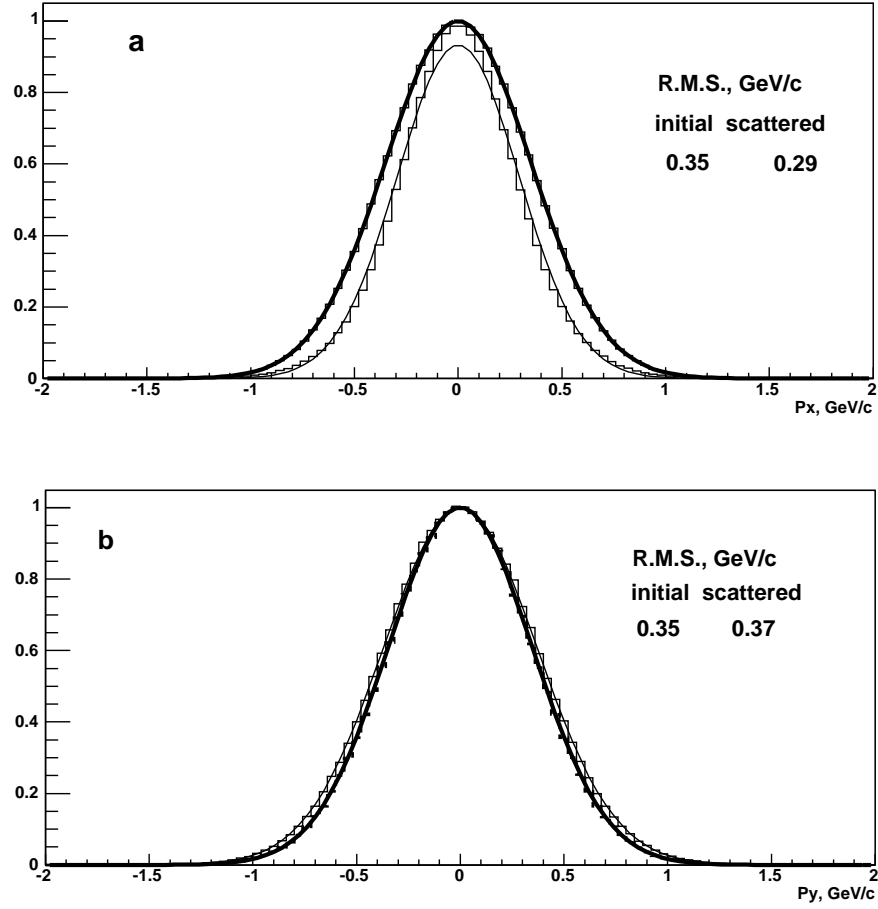 a
1
0.8
0.6
0.4
0.2
0
R.M.S., GeV/c
initial scattered
0.35 0.29
-2 -1.5 -1 -0.5 0 0.5 1 1.5 2
Px, GeV/c
b
1
0.8
0.6
0.4
0.2
0
R.M.S., GeV/c
initial scattered
0.35 0.37
-2 -1.5 -1 -0.5 0 0.5 1 1.5 2
Py, GeV/c